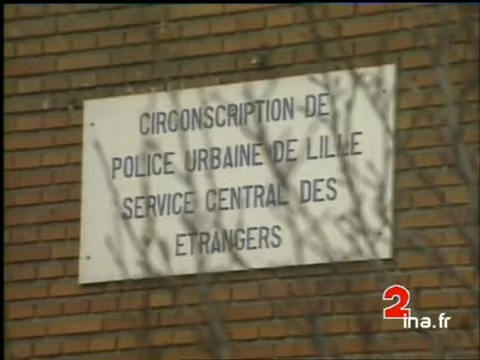 CIRCONSCRIPTION DE
POLICE URBAINE DE LILLE
SERVICE CENTRAL DES
ETRANGERS
2
ina.fr